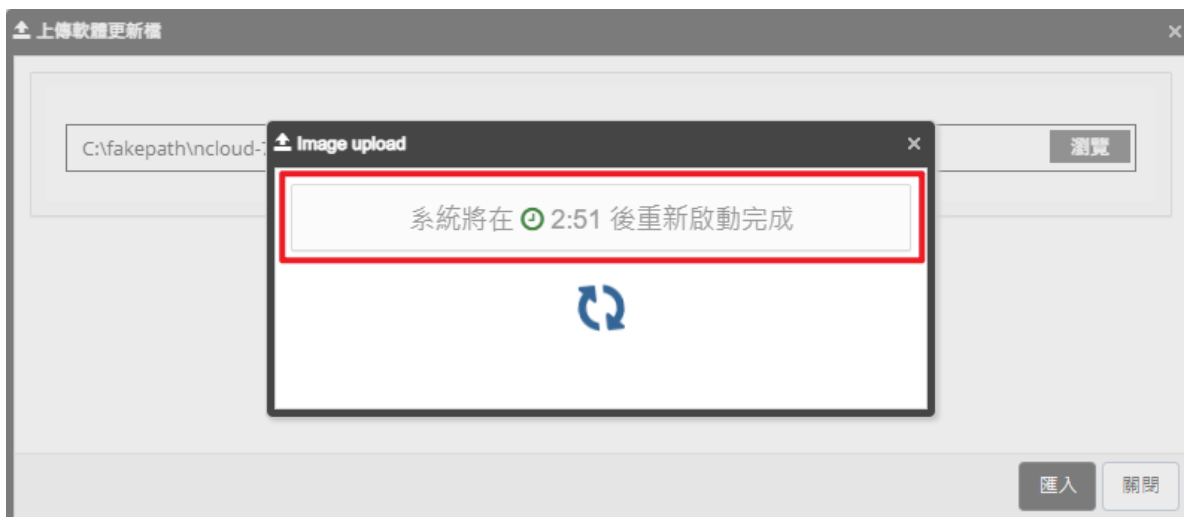 上傳軟體更新檔
C:\fakepath\ncloud-
瀏覽
Image upload
系統將在 2:51 後重新啟動完成
匯入
關閉